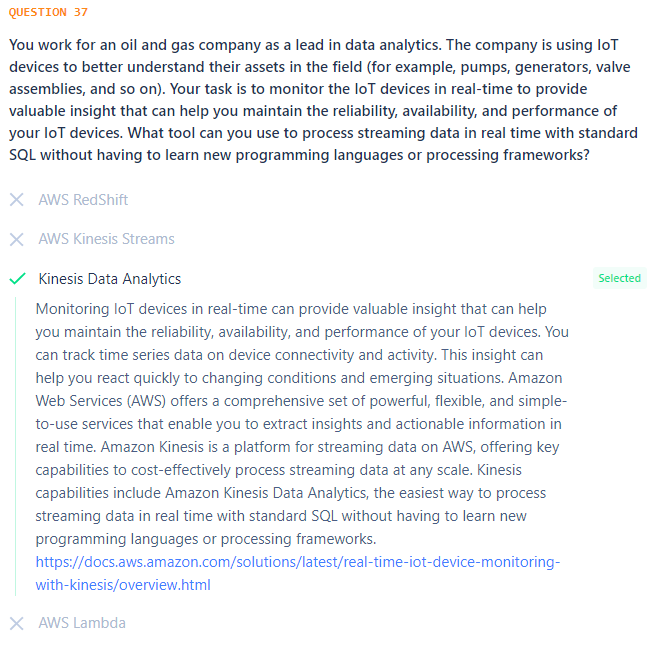 QUESTION 37
You work for an oil and gas company as a lead in data analytics. The company is using IoT
devices to better understand their assets in the field (for example, pumps, generators, valve
assemblies, and so on). Your task is to monitor the IoT devices in real-time to provide
valuable insight that can help you maintain the reliability, availability, and performance of
your IoT devices. What tool can you use to process streaming data in real time with standard
SQL without having to learn new programming languages or processing frameworks?
AWS RedShift
AWS Kinesis Streams
Kinesis Data Analytics
Selected
Monitoring IoT devices in real-time can provide valuable insight that can help
you maintain the reliability, availability, and performance of your IoT devices. You
can track time series data on device connectivity and activity. This insight can
help you react quickly to changing conditions and emerging situations. Amazon
Web Services (AWS) offers a comprehensive set of powerful, flexible, and simple-
to-use services that enable you to extract insights and actionable information in
real time. Amazon Kinesis is a platform for streaming data on AWS, offering key
capabilities to cost-effectively process streaming data at any scale. Kinesis
capabilities include Amazon Kinesis Data Analytics, the easiest way to process
streaming data in real time with standard SQL without having to learn new
programming languages or processing frameworks.
https://docs.aws.amazon.com/solutions/latest/real-time-iot-device-monitoring-
with-kinesis/overview.html
AWS Lambda